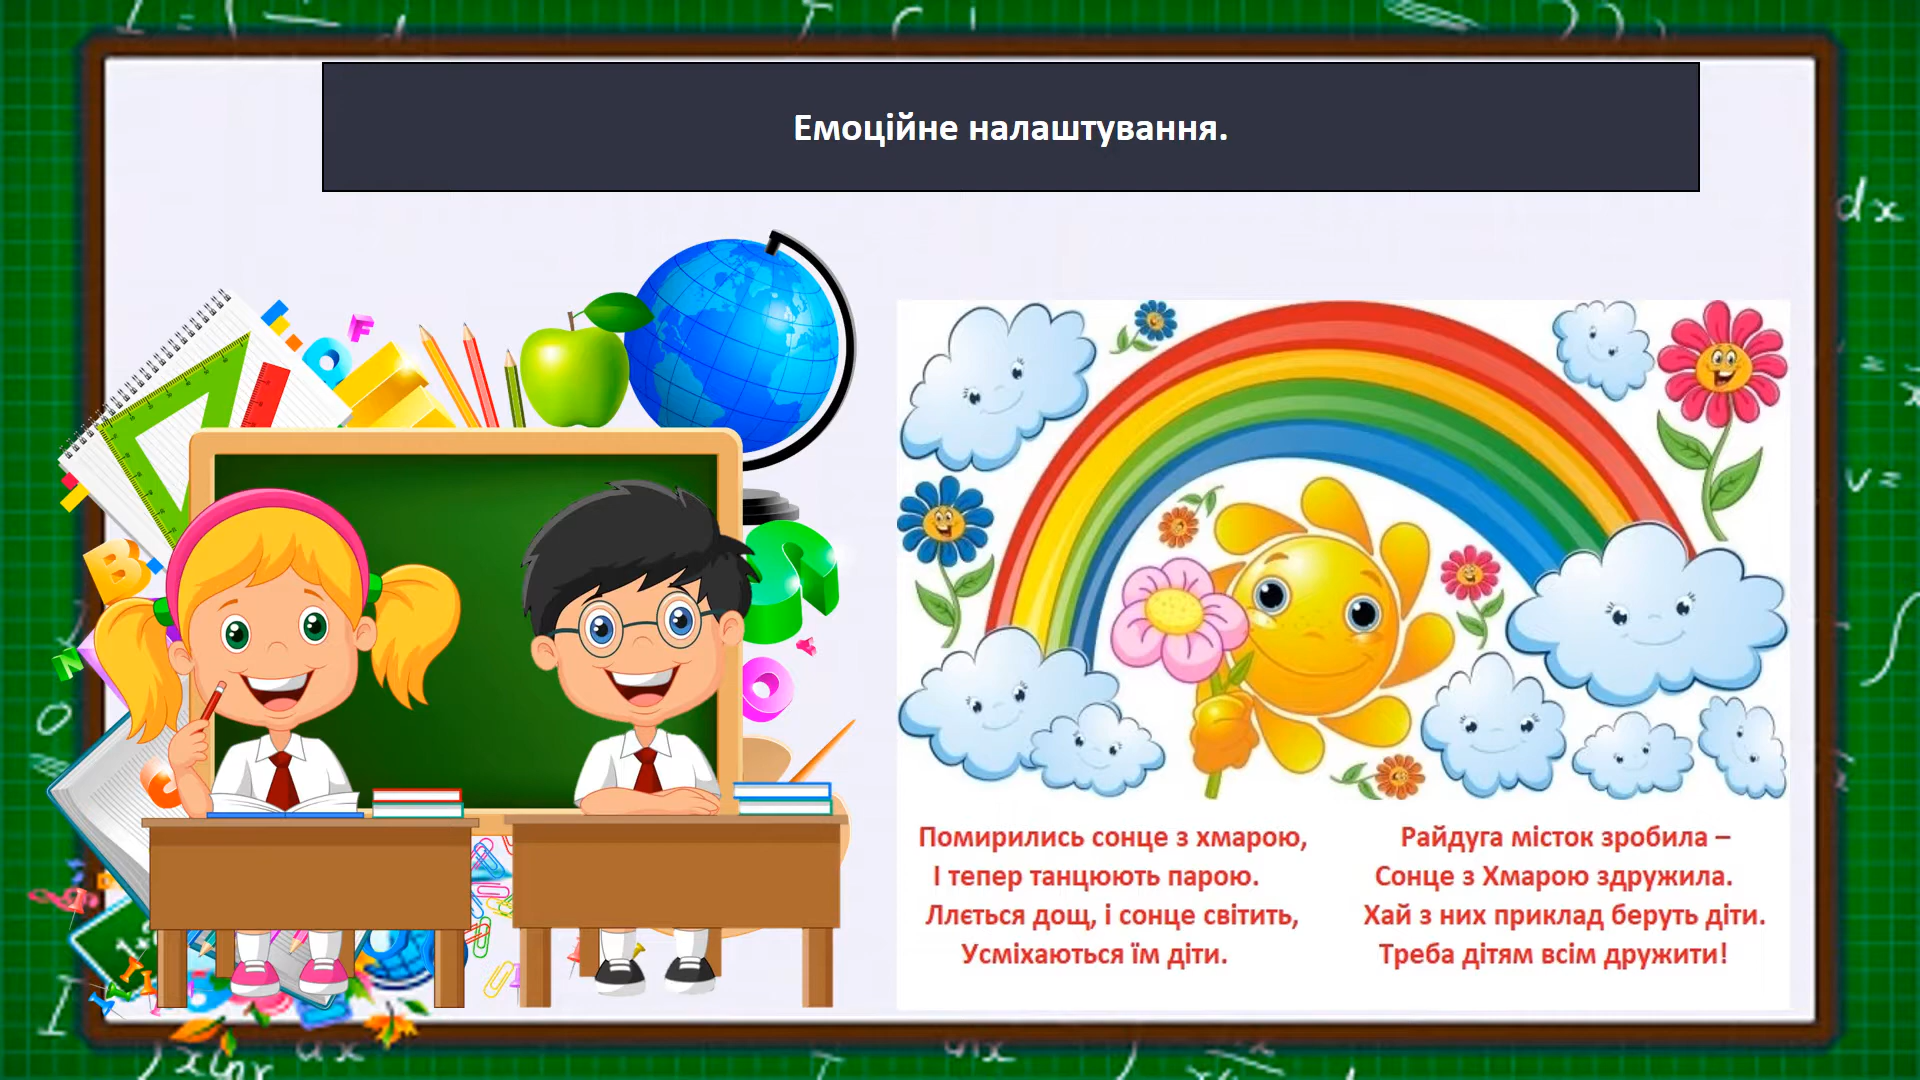 Емоційне налаштування.
Помирились сонце з хмарою,
І тепер танцюють парою.
Ллється дощ, і сонце світить,
Усміхаються їм діти.
Райдуга місток зробила –
Сонце з Хмарою здружила.
Хай з них приклад беруть діти.
Треба дітям всім дружити!
dx
v =